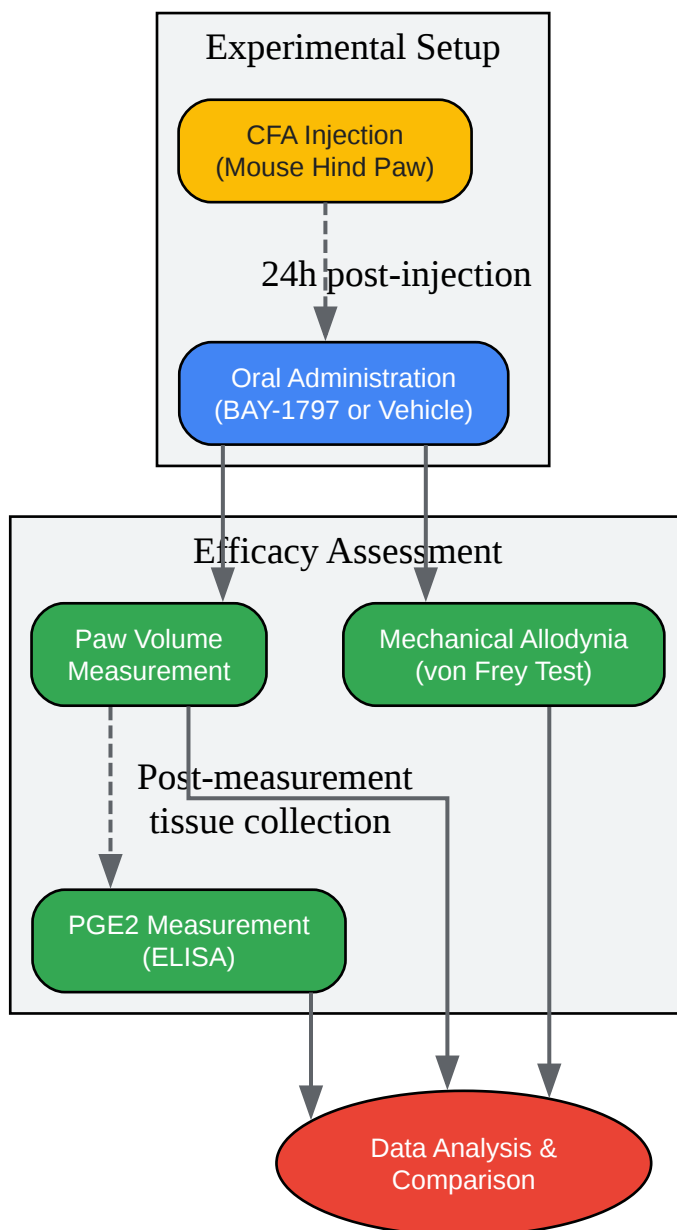 Experimental Setup
CFA Injection
(Mouse Hind Paw)
24h post-injection
Oral Administration
(BAY-1797 or Vehicle)
Efficacy Assessment
Paw Volume
Measurement
Mechanical Allodynia
(von Frey Test)
Post-measurement
tissue collection
PGE2 Measurement
(ELISA)
Data Analysis &
Comparison